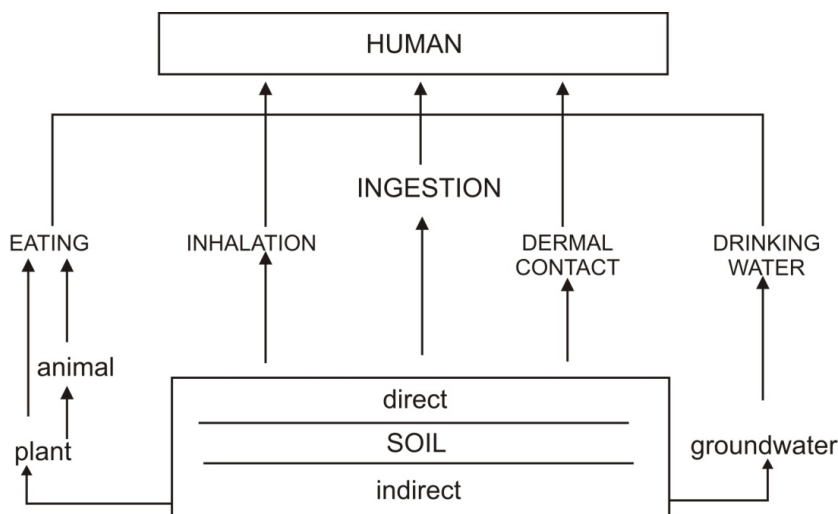 HUMAN
INGESTION
EATING
INHALATION
DERMAL
CONTACT
DRINKING
WATER
animal
direct
plant
SOIL
groundwater
indirect